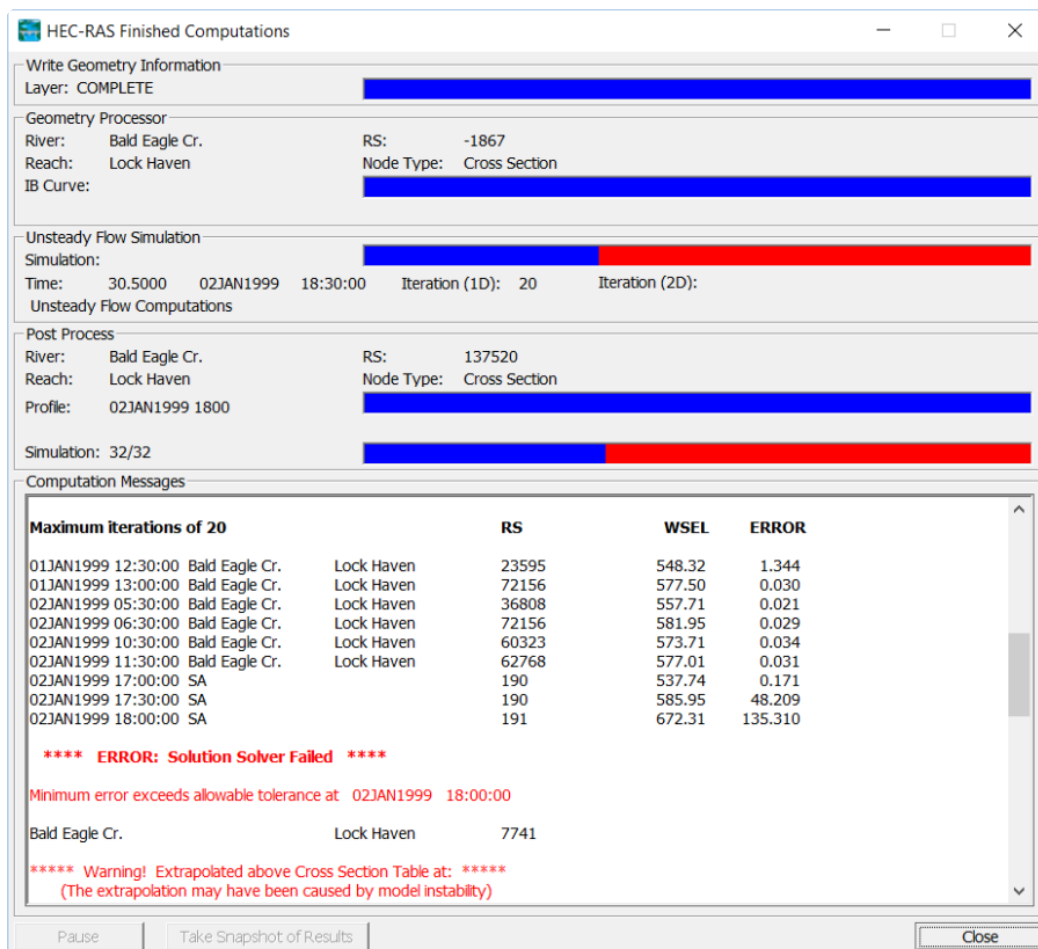 HEC-RAS Finished Computations
Write Geometry Information
Layer: COMPLETE
Geometry Processor
River: Bald Eagle Cr. RS: -1867
Reach: Lock Haven Node Type: Cross Section
IB Curve:
Unsteady Flow Simulation
Simulation:
Time: 30.5000 02JAN1999 18:30:00 Iteration (1D): 20 Iteration (2D):
Unsteady Flow Computations
Post Process
River: Bald Eagle Cr. RS: 137520
Reach: Lock Haven Node Type: Cross Section
Profile: 02JAN1999 1800
Simulation: 32/32
Computation Messages
Maximum iterations of 20 RS WSEL ERROR
01JAN1999 12:30:00 Bald Eagle Cr. Lock Haven 23595 548.32 1.344
01JAN1999 13:00:00 Bald Eagle Cr. Lock Haven 72156 577.50 0.030
02JAN1999 05:30:00 Bald Eagle Cr. Lock Haven 36808 557.71 0.021
02JAN1999 06:30:00 Bald Eagle Cr. Lock Haven 72156 581.95 0.029
02JAN1999 10:30:00 Bald Eagle Cr. Lock Haven 60323 573.71 0.034
02JAN1999 11:30:00 Bald Eagle Cr. Lock Haven 62768 577.01 0.031
02JAN1999 17:00:00 SA 190 537.74 0.171
02JAN1999 17:30:00 SA 190 585.95 48.209
02JAN1999 18:00:00 SA 191 672.31 135.310
**** ERROR: Solution Solver Failed ****
Minimum error exceeds allowable tolerance at 02JAN1999 18:00:00
Bald Eagle Cr. Lock Haven 7741
***** Warning! Extrapolated above Cross Section Table at: *****
(The extrapolation may have been caused by model instability)
Pause Take Snapshot of Results Close